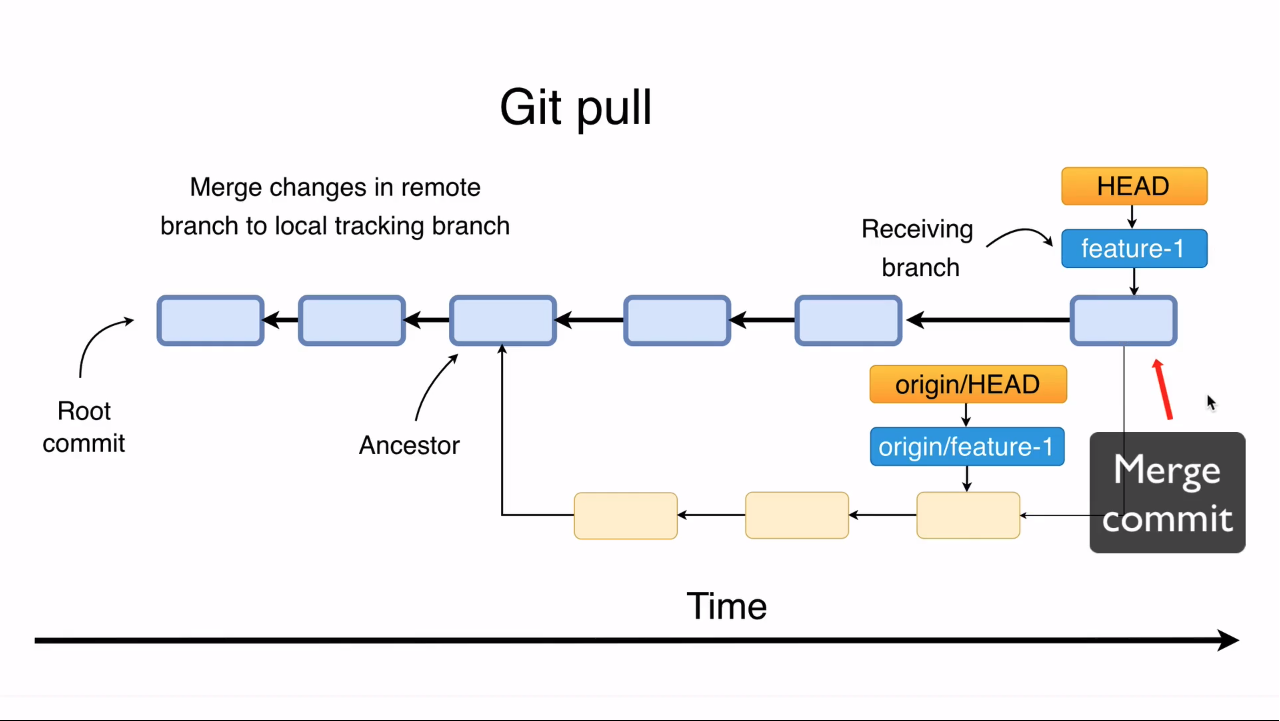 Git pull
Merge changes in remote
branch to local tracking branch
HEAD
Receiving
branch
feature-1
origin/HEAD
Root
commit
Ancestor
origin/feature-1
Merge
commit
Time